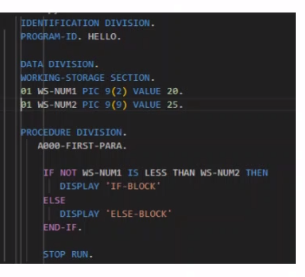 IDENTIFICATION DIVISION.
PROGRAM-ID. HELLO.
DATA DIVISION.
WORKING-STORAGE SECTION.
01 WS-NUM1 PIC 9(2) VALUE 20.
01 WS-NUM2 PIC 9(9) VALUE 25.
PROCEDURE DIVISION.
A000-FIRST-PARA.
IF NOT WS-NUM1 IS LESS THAN WS-NUM2 THEN
DISPLAY 'IF-BLOCK'
ELSE
DISPLAY 'ELSE-BLOCK'
END-IF.
STOP RUN.